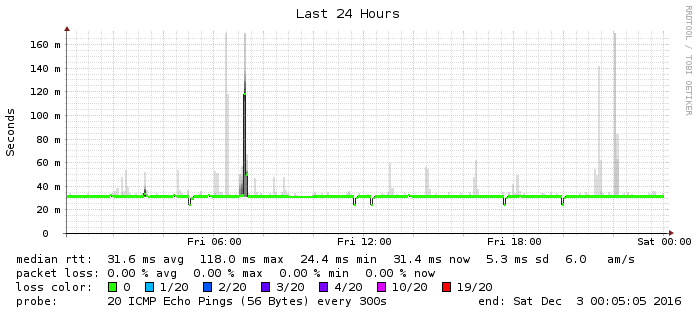 Last 24 Hours
RRDTOOL / TOBI OETIKER
Seconds
160 m
140 m
120 m
100 m
80 m
60 m
40 m
20 m
0
Fri 06:00 Fri 12:00 Fri 18:00 Sat 00:00
median rtt: 31.6 ms avg 118.0 ms max 24.4 ms min 31.4 ms now 5.3 ms sd 6.0 am/s
packet loss: 0.00 % avg 0.00 % max 0.00 % min 0.00 % now
loss color: 0 1/20 2/20 3/20 4/20 10/20 19/20
probe: 20 ICMP Echo Pings (56 Bytes) every 300s end: Sat Dec 3 00:05:05 2016